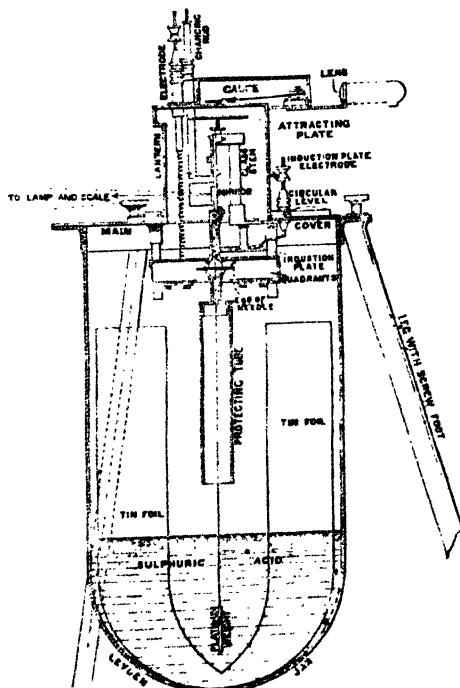 ELECTRODE
CHARGING
ROD
GAUGE
LENS
LANTERN
ATTRACTING
PLATE
STEM
INDUCTION PLATE
ELECTRODE
MIRROR
CIRCULAR
LEVEL
TO LAMP AND SCALE
MAIN
COVER
INDUCTION
PLATE
QUADRANTS
NEEDLE
PROTECTING TUBE
LEG WITH SCREW FOOT
TIN FOIL
TIN FOIL
SULPHURIC
ACID
PLATINUM
WEIGHT
LEYDEN
JAR